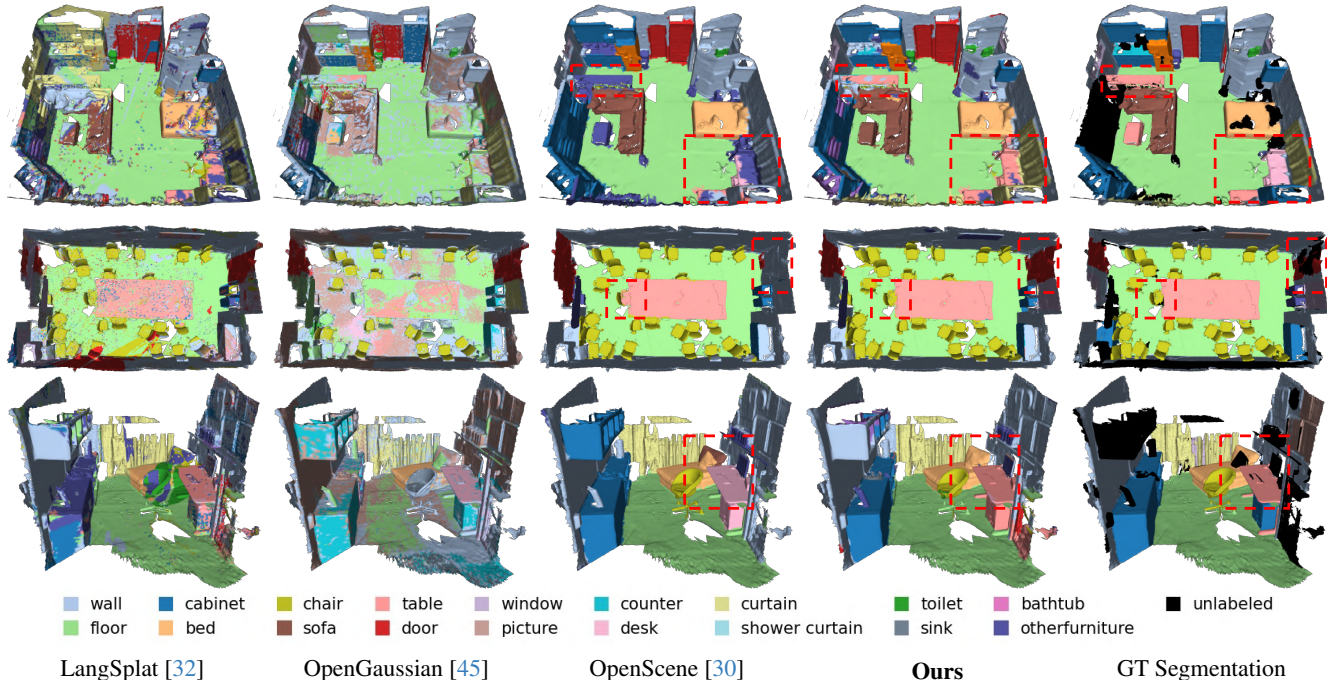 wall cabinet chair table window counter curtain toilet bathtub unlabeled
floor bed sofa door picture desk shower curtain sink otherfurniture
LangSplat [32] OpenGaussian [45] OpenScene [30] Ours GT Segmentation